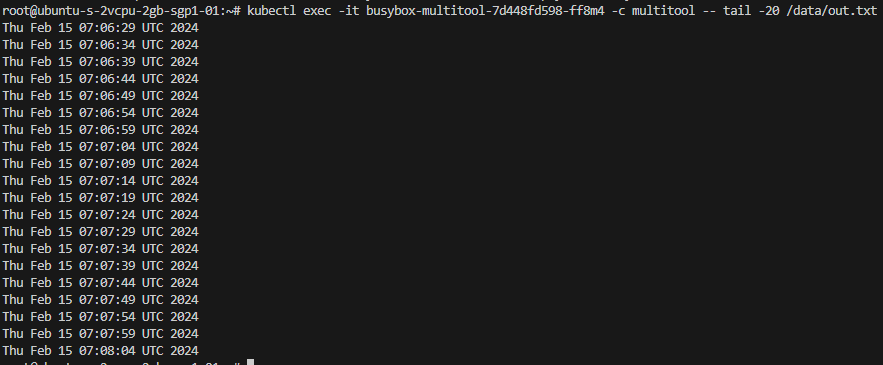 root@ubuntu-s-2vcpu-2gb-sgp1-01:~# kubectl exec -it busybox-multitool-7d448fd598-ff8m4 -c multitool -- tail -20 /data/out.txt
Thu Feb 15 07:06:29 UTC 2024
Thu Feb 15 07:06:34 UTC 2024
Thu Feb 15 07:06:39 UTC 2024
Thu Feb 15 07:06:44 UTC 2024
Thu Feb 15 07:06:49 UTC 2024
Thu Feb 15 07:06:54 UTC 2024
Thu Feb 15 07:06:59 UTC 2024
Thu Feb 15 07:07:04 UTC 2024
Thu Feb 15 07:07:09 UTC 2024
Thu Feb 15 07:07:14 UTC 2024
Thu Feb 15 07:07:19 UTC 2024
Thu Feb 15 07:07:24 UTC 2024
Thu Feb 15 07:07:29 UTC 2024
Thu Feb 15 07:07:34 UTC 2024
Thu Feb 15 07:07:39 UTC 2024
Thu Feb 15 07:07:44 UTC 2024
Thu Feb 15 07:07:49 UTC 2024
Thu Feb 15 07:07:54 UTC 2024
Thu Feb 15 07:07:59 UTC 2024
Thu Feb 15 07:08:04 UTC 2024